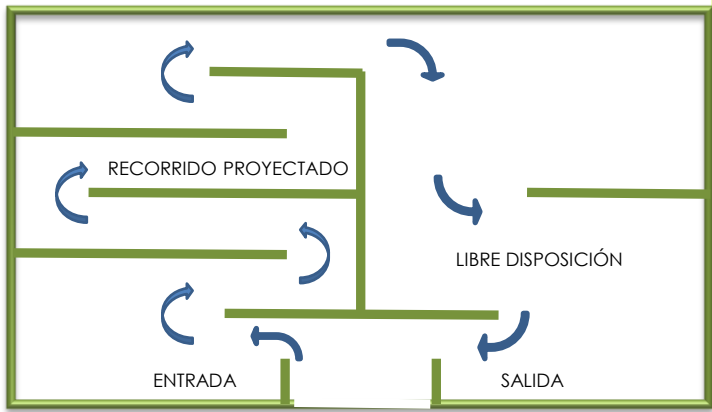 RECORRIDO PROYECTADO
LIBRE DISPOSICIÓN
ENTRADA
SALIDA